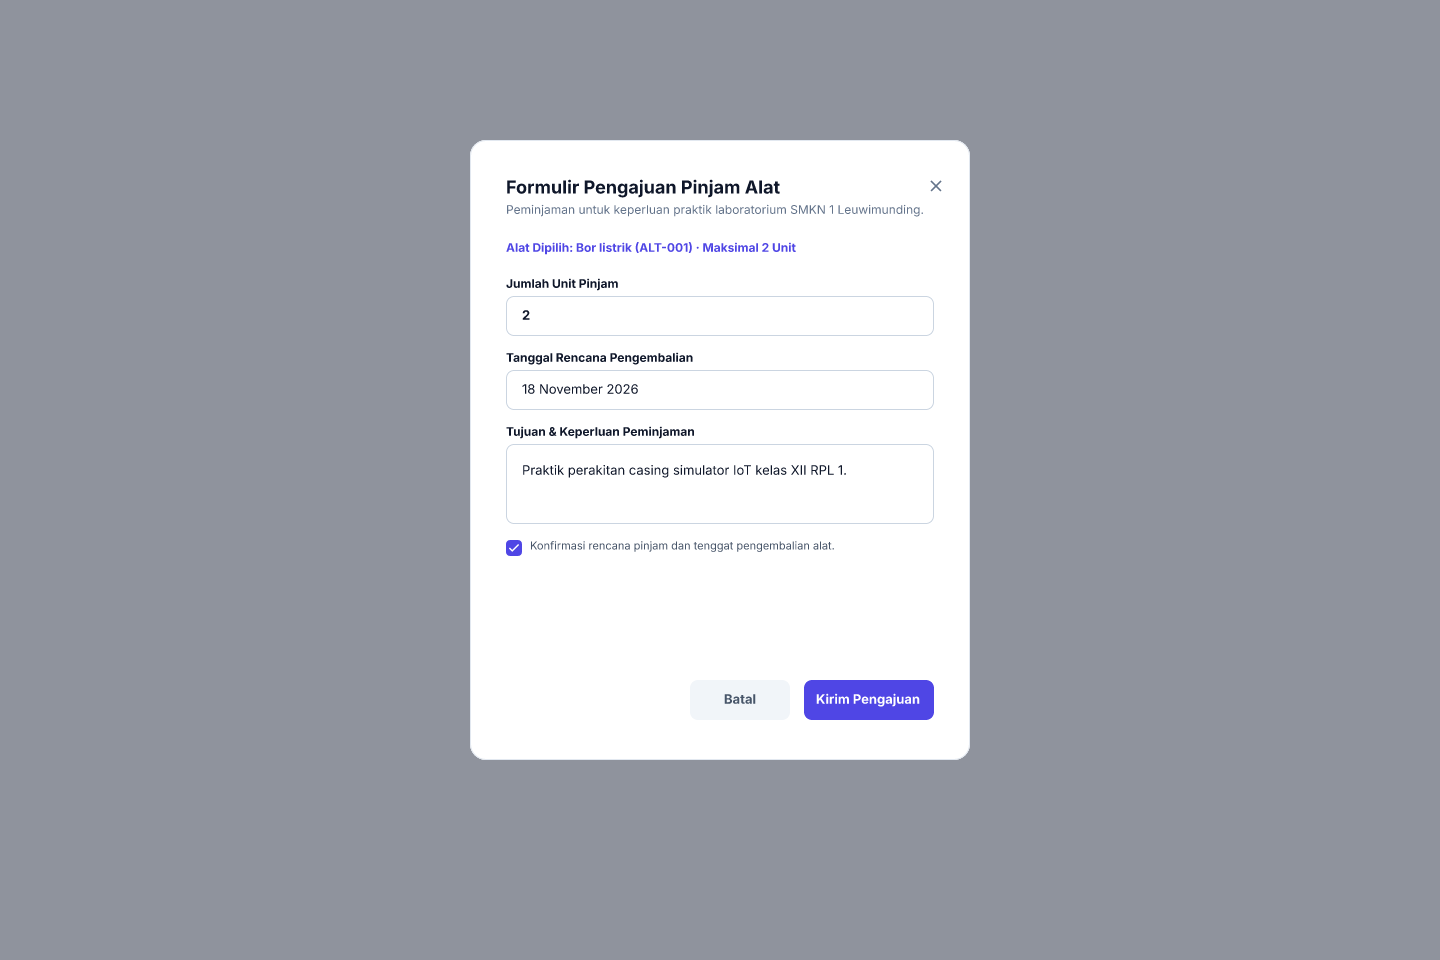 Formulir Pengajuan Pinjam Alat
Peminjaman untuk keperluan praktik laboratorium SMKN 1 Leuwimunding.
Alat Dipilih: Bor listrik (ALT-001) · Maksimal 2 Unit
Jumlah Unit Pinjam
2
Tanggal Rencana Pengembalian
18 November 2026
Tujuan & Keperluan Peminjaman
Praktik perakitan casing simulator IoT kelas XII RPL 1.
Konfirmasi rencana pinjam dan tenggat pengembalian alat.
Batal
Kirim Pengajuan